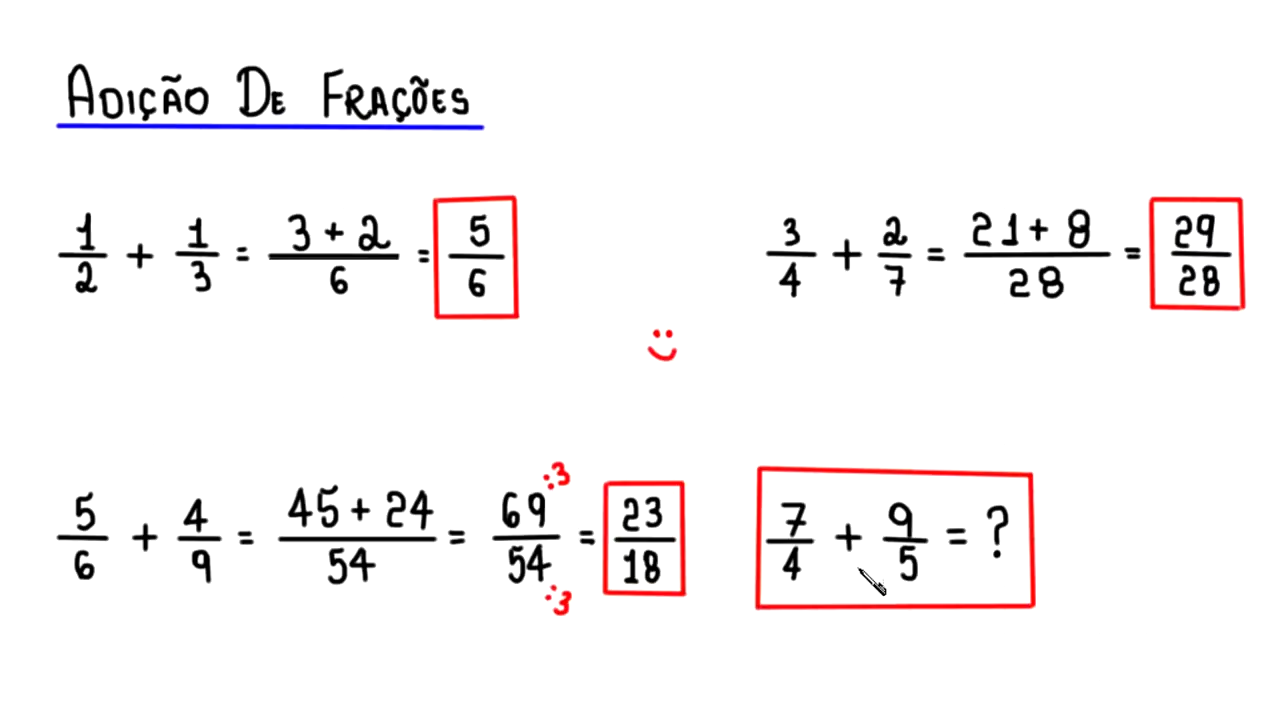 ADIÇÃO DE FRAÇÕES
1/2 + 1/3 = (3 + 2)/6 = 5/6
3/4 + 2/7 = (21 + 8)/28 = 29/28
5/6 + 4/9 = (45 + 24)/54 = 69:3/54:3 = 23/18
7/4 + 9/5 = ?